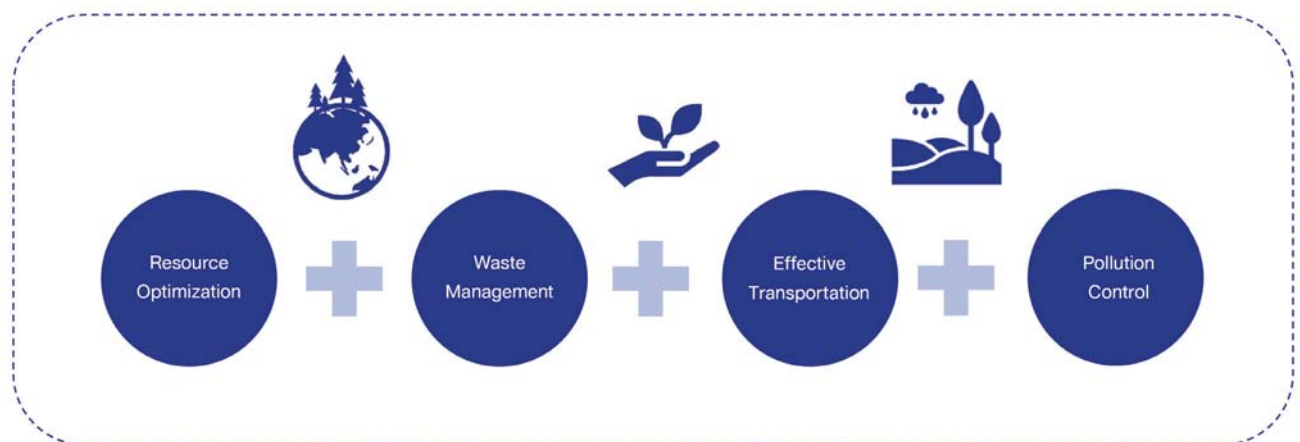 Resource
Optimization
Waste
Management
Effective
Transportation
Pollution
Control